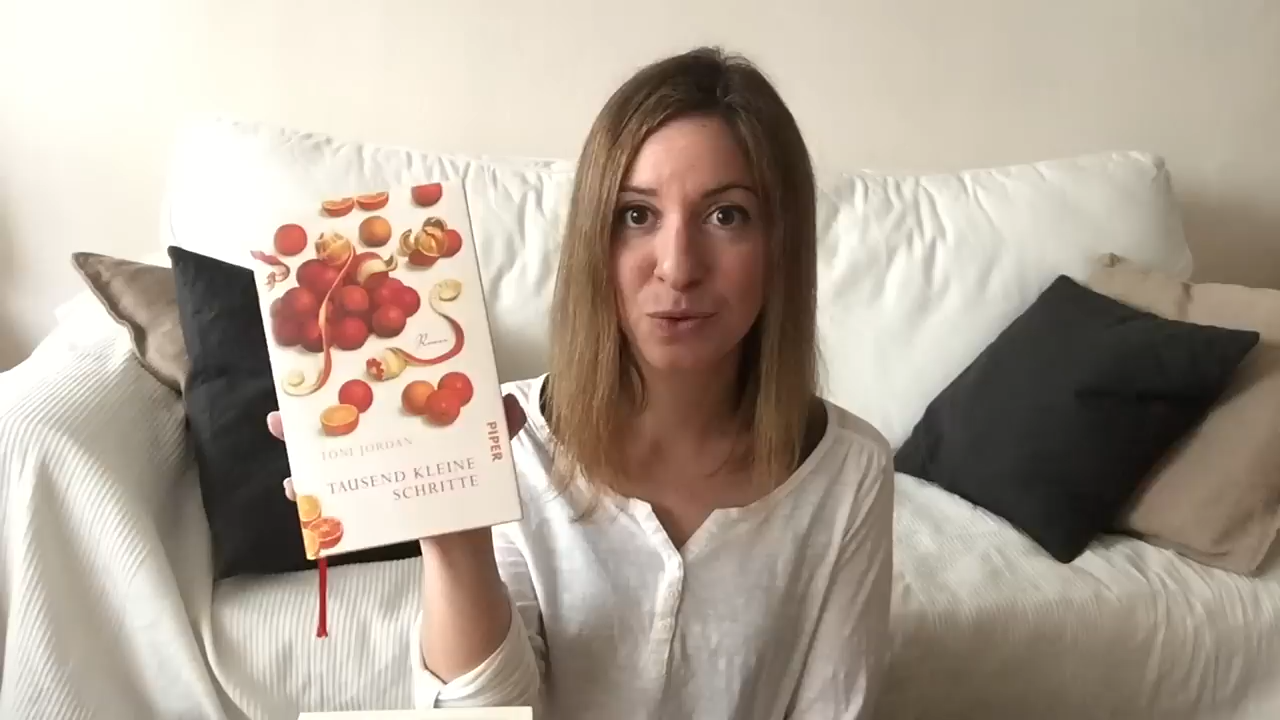 Roman
TONI JORDAN
PIPER
TAUSEND KLEINE
SCHRITTE